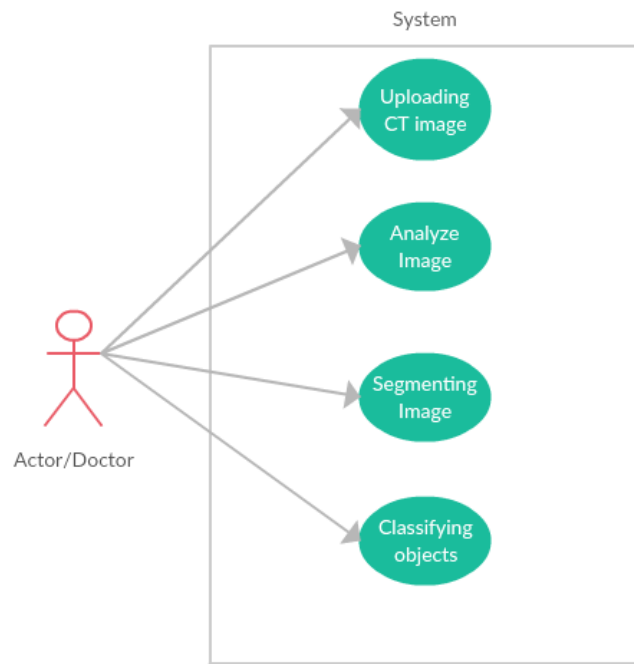 System
Uploading
CT image
Analyze
Image
Segmenting
Image
Actor/Doctor
Classifying
objects